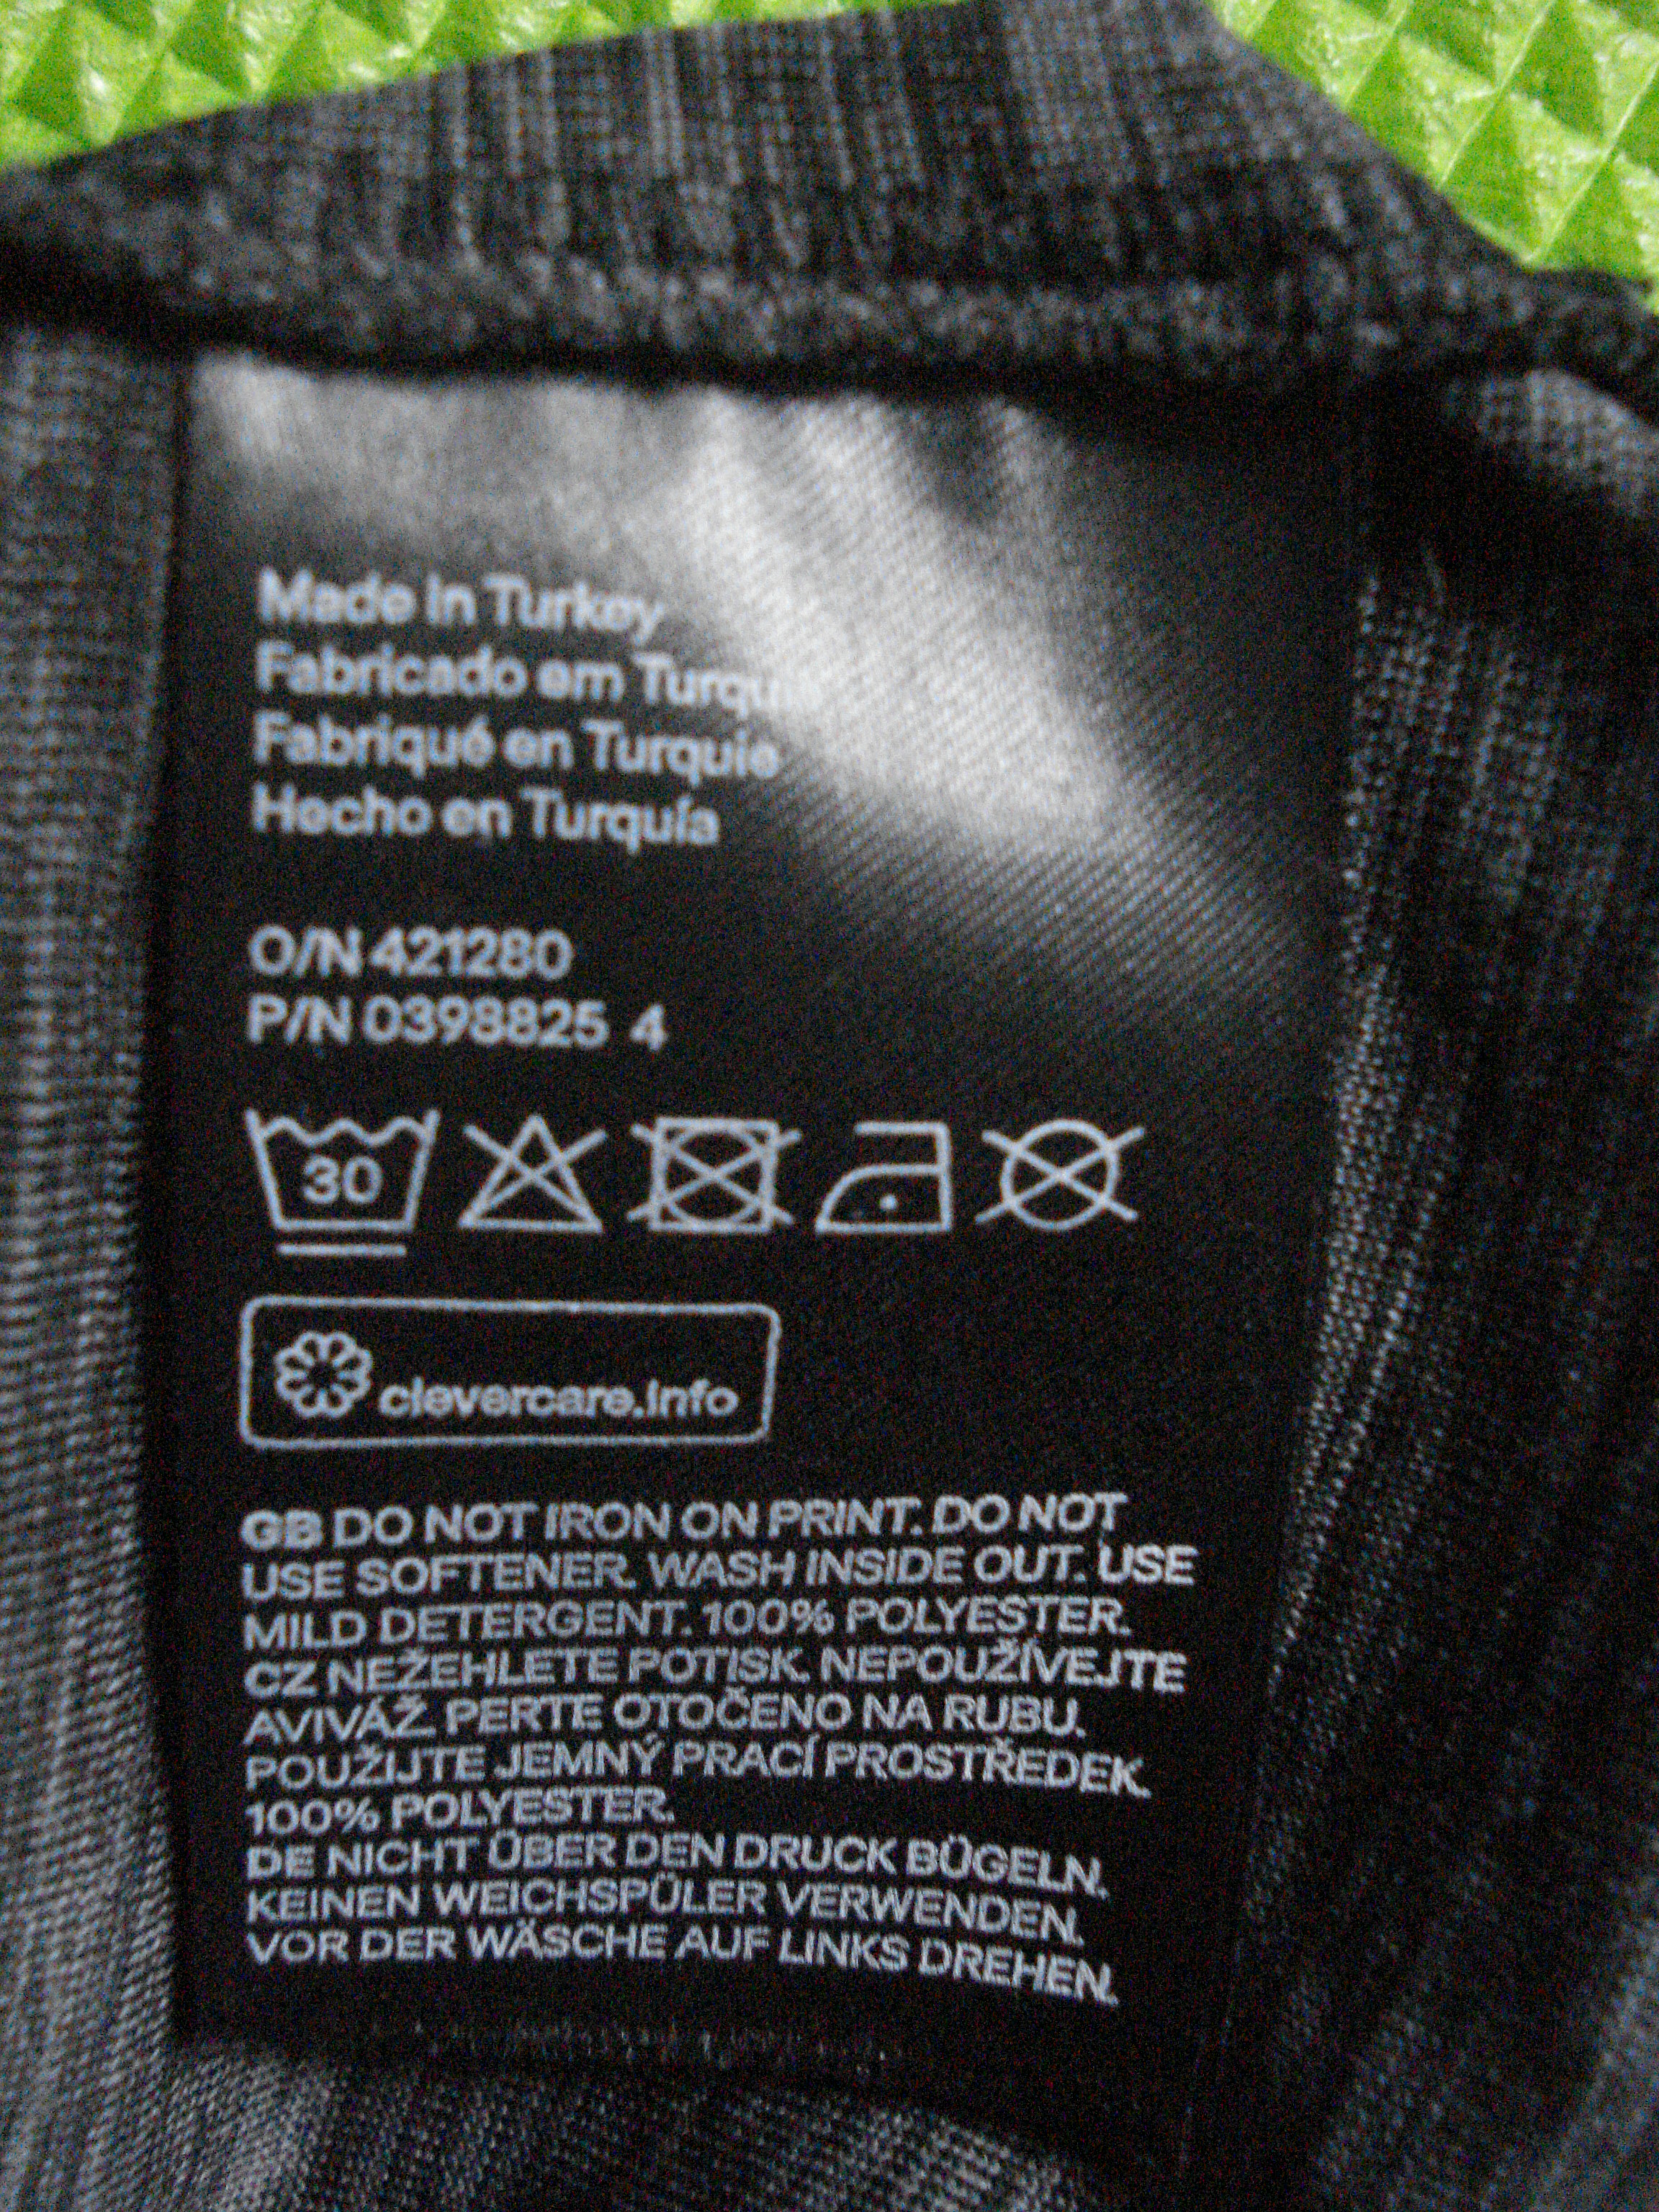 Made in Turkey
Fabricado em
Fabriqué en Turquie
Hecho en Turquía
O/N 421280
P/N 0398825 4
30
clevercare.info
GB DO NOT IRON ON PRINT. DO NOT
USE SOFTENER. WASH INSIDE OUT. USE
MILD DETERGENT. 100% POLYESTER.
CZ NEŽEHLETE POTISK. NEPOUŽÍVEJTE
AVIVÁŽ. PERTE OTOČENO NA RUBU.
POUŽIJTE JEMNÝ PRACÍ PROSTŘEDEK.
100% POLYESTER.
DE NICHT ÜBER DEN DRUCK BÜGELN.
KEINEN WEICHSPÜLER VERWENDEN.
VOR DER WÄSCHE AUF LINKS DREHEN.